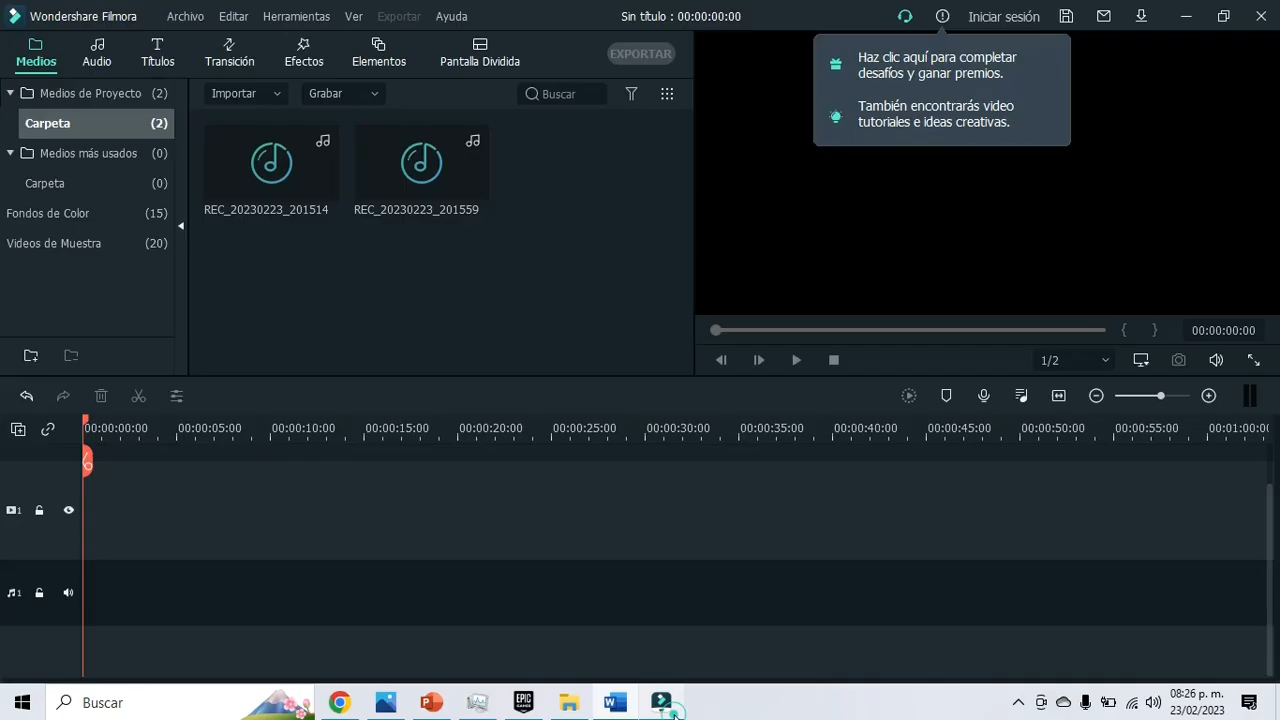 Wondershare Filmora
Archivo
Editar
Herramientas
Ver
Exportar
Ayuda
Sin título : 00:00:00:00
Iniciar sesión
Medios
Audio
Títulos
Transición
Efectos
Elementos
Pantalla Dividida
EXPORTAR
Haz clic aquí para completar
desafíos y ganar premios.
También encontrarás video
tutoriales e ideas creativas.
Medios de Proyecto (2)
Carpeta (2)
Medios más usados (0)
Carpeta (0)
Fondos de Color (15)
Videos de Muestra (20)
Importar
Grabar
Buscar
REC_20230223_201514
REC_20230223_201559
{ }
00:00:00:00
1/2
00:00:00:00
00:00:05:00
00:00:10:00
00:00:15:00
00:00:20:00
00:00:25:00
00:00:30:00
00:00:35:00
00:00:40:00
00:00:45:00
00:00:50:00
00:00:55:00
00:01:00:00
1
1
Buscar
EPIC
GAMES
08:26 p. m.
23/02/2023